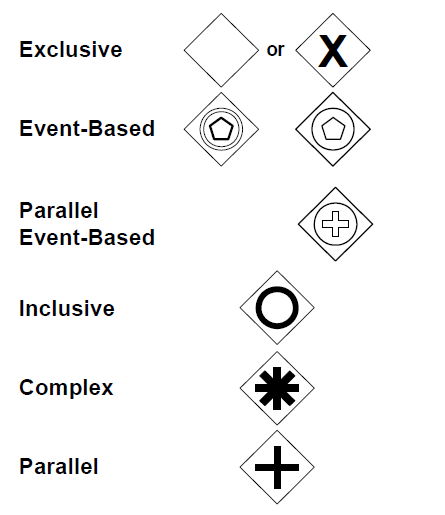 Exclusive or X
Event-Based
Parallel
Event-Based
Inclusive
Complex
Parallel